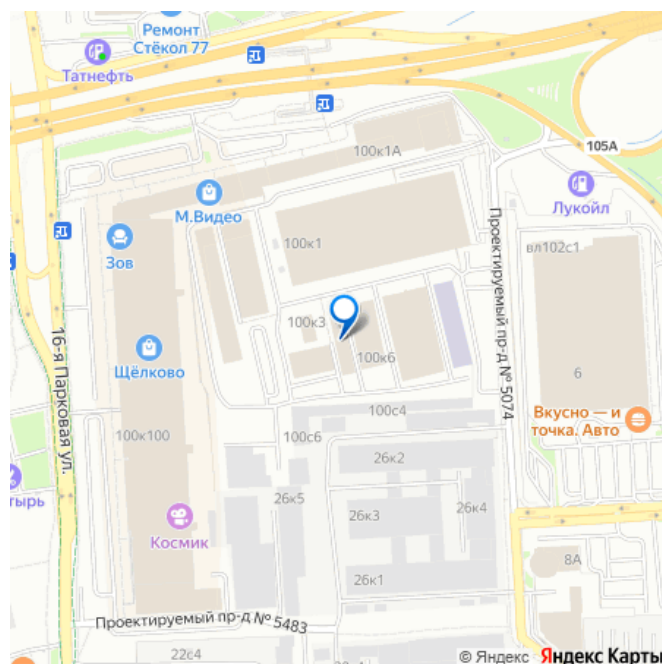 Ремонт
Стёкол 77
Татнефть
105А
100к1А
М.Видео
Лукойл
100к1
Зов
вл102с1
Проектируемый пр-д № 5074
100к3
16-я Парковая ул.
100к6
Щёлково
6
100с4
Вкусно — и
точка. Авто
100к100
100с6
26к2
тырь
26к5
26к3
26к4
Космик
8А
26к1
Проектируемый пр-д № 5483
22с4
© Яндекс Яндекс Карты